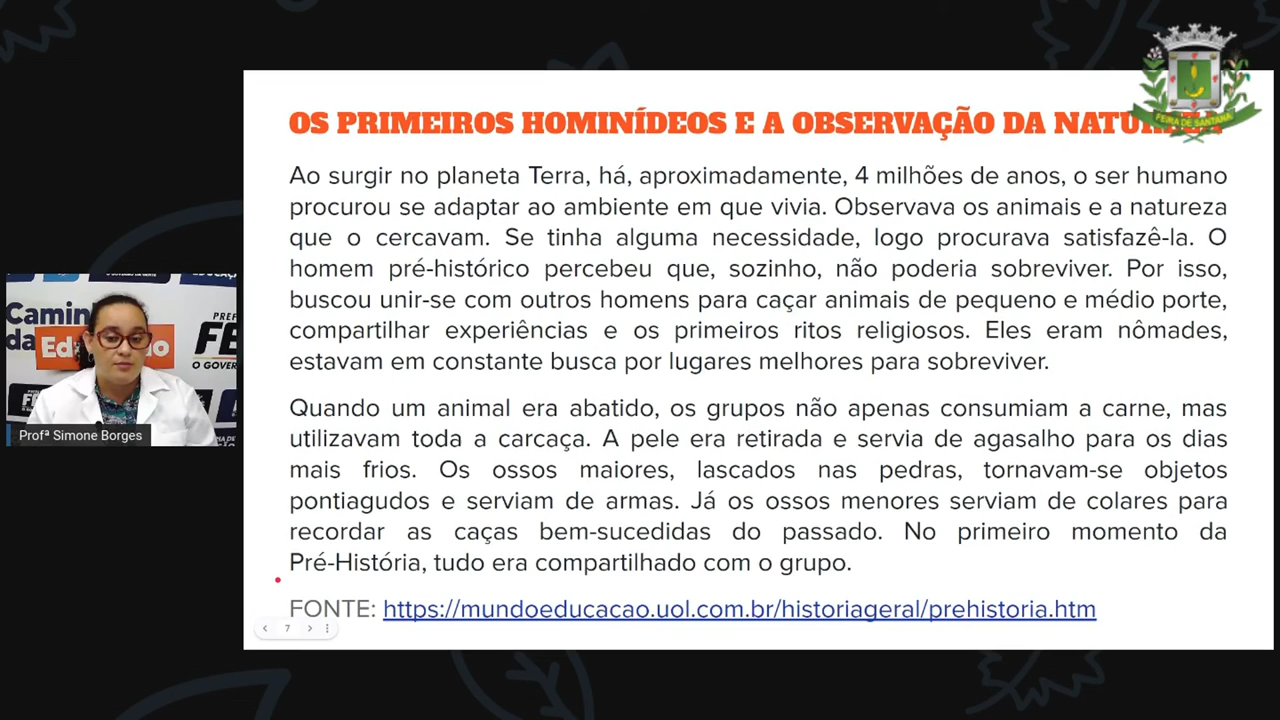 FEIRA DE SANTANA
OS PRIMEIROS HOMINÍDEOS E A OBSERVAÇÃO DA NATUREZA
Ao surgir no planeta Terra, há, aproximadamente, 4 milhões de anos, o ser humano
procurou se adaptar ao ambiente em que vivia. Observava os animais e a natureza
que o cercavam. Se tinha alguma necessidade, logo procurava satisfazê-la. O
homem pré-histórico percebeu que, sozinho, não poderia sobreviver. Por isso,
buscou unir-se com outros homens para caçar animais de pequeno e médio porte,
compartilhar experiências e os primeiros ritos religiosos. Eles eram nômades,
estavam em constante busca por lugares melhores para sobreviver.
Quando um animal era abatido, os grupos não apenas consumiam a carne, mas
utilizavam toda a carcaça. A pele era retirada e servia de agasalho para os dias
mais frios. Os ossos maiores, lascados nas pedras, tornavam-se objetos
pontiagudos e serviam de armas. Já os ossos menores serviam de colares para
recordar as caças bem-sucedidas do passado. No primeiro momento da
Pré-História, tudo era compartilhado com o grupo.
FONTE: https://mundoeducacao.uol.com.br/historiageral/prehistoria.htm
7
Camin
da
Ed
PREF
FE
O GOVER
Profª Simone Borges